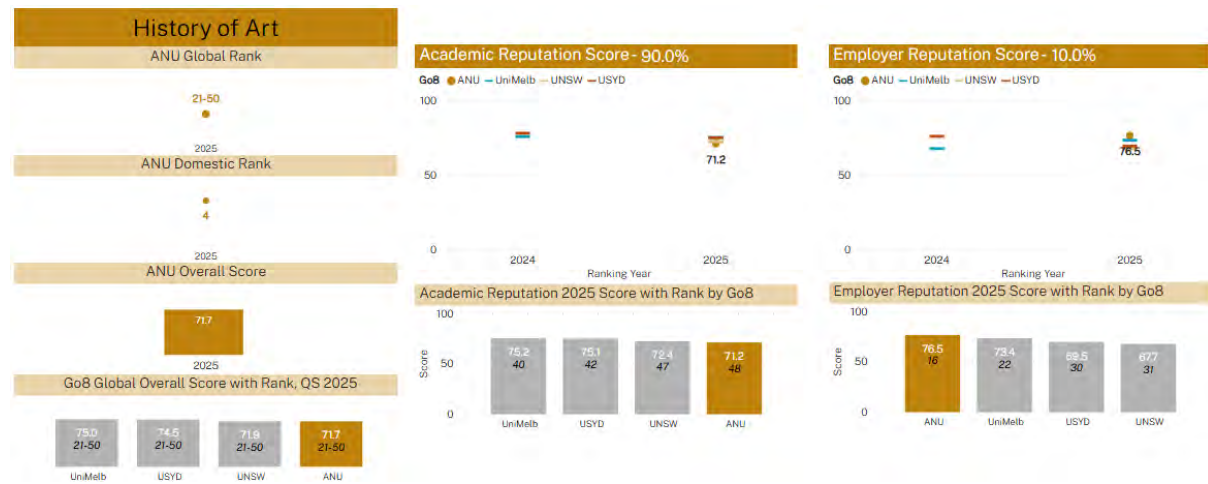 History of Art
ANU Global Rank
21-50
2025
ANU Domestic Rank
4
2025
ANU Overall Score
71.7
2025
Go8 Global Overall Score with Rank, QS 2025
75.0 74.5 71.9 71.7
21-50 21-50 21-50 21-50
UniMelb USYD UNSW ANU
Academic Reputation Score - 90.0%
Go8 ANU UniMelb UNSW USYD
100
50
0
71.2
2024 2025
Ranking Year
Academic Reputation 2025 Score with Rank by Go8
100
50
0
Score
75.2 75.1 72.4 71.2
40 42 47 48
UniMelb USYD UNSW ANU
Employer Reputation Score - 10.0%
Go8 ANU UniMelb UNSW USYD
100
50
0
76.5
2024 2025
Ranking Year
Employer Reputation 2025 Score with Rank by Go8
100
50
0
Score
76.5 73.4 69.5 67.7
16 22 30 31
ANU UniMelb USYD UNSW